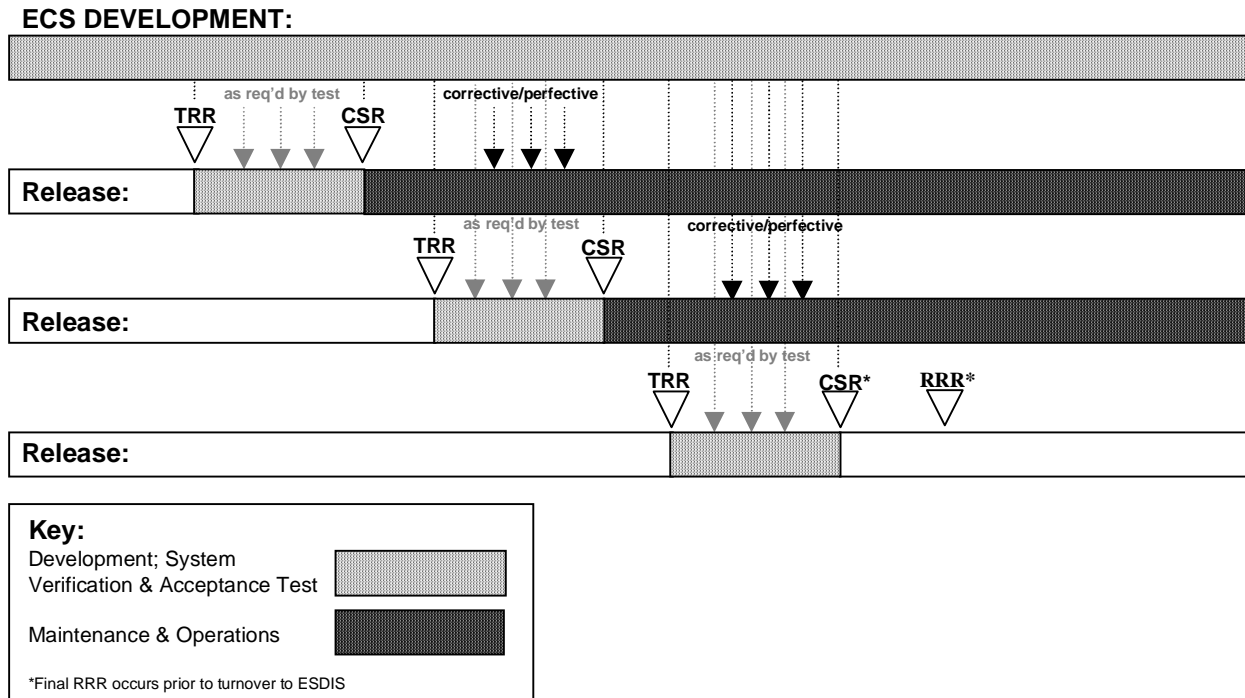 ECS DEVELOPMENT:
as req'd by test
corrective/perfective
TRR
CSR
Release:
as req'd by test
corrective/perfective
TRR
CSR
Release:
as req'd by test
TRR
CSR*
RRR*
Release:
Key:
Development; System
Verification & Acceptance Test
Maintenance & Operations
*Final RRR occurs prior to turnover to ESDIS